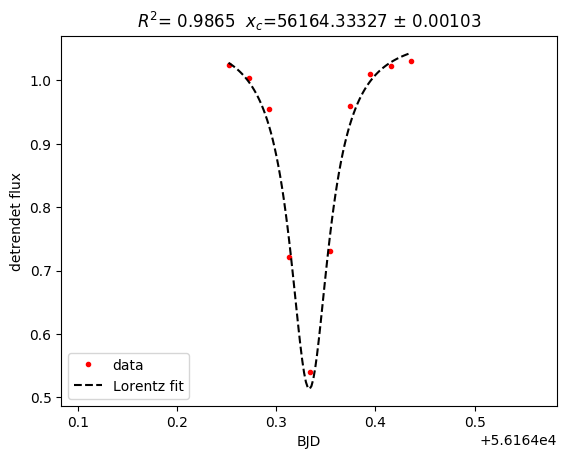 R²= 0.9865 x_c=56164.33327 ± 0.00103
detrendet flux
1.0
0.9
0.8
0.7
0.6
0.5
data
Lorentz fit
0.1 0.2 0.3 0.4 0.5
BJD
+5.6164e4